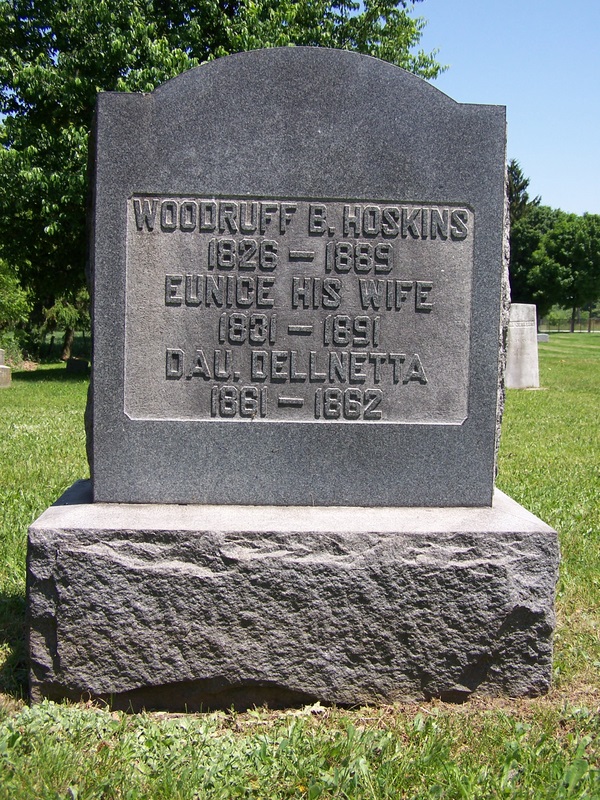 WOODRUFF B. HOSKINS
1826 — 1889
EUNICE HIS WIFE
1831 — 1891
DAU. DELLNETTA
1861 — 1862